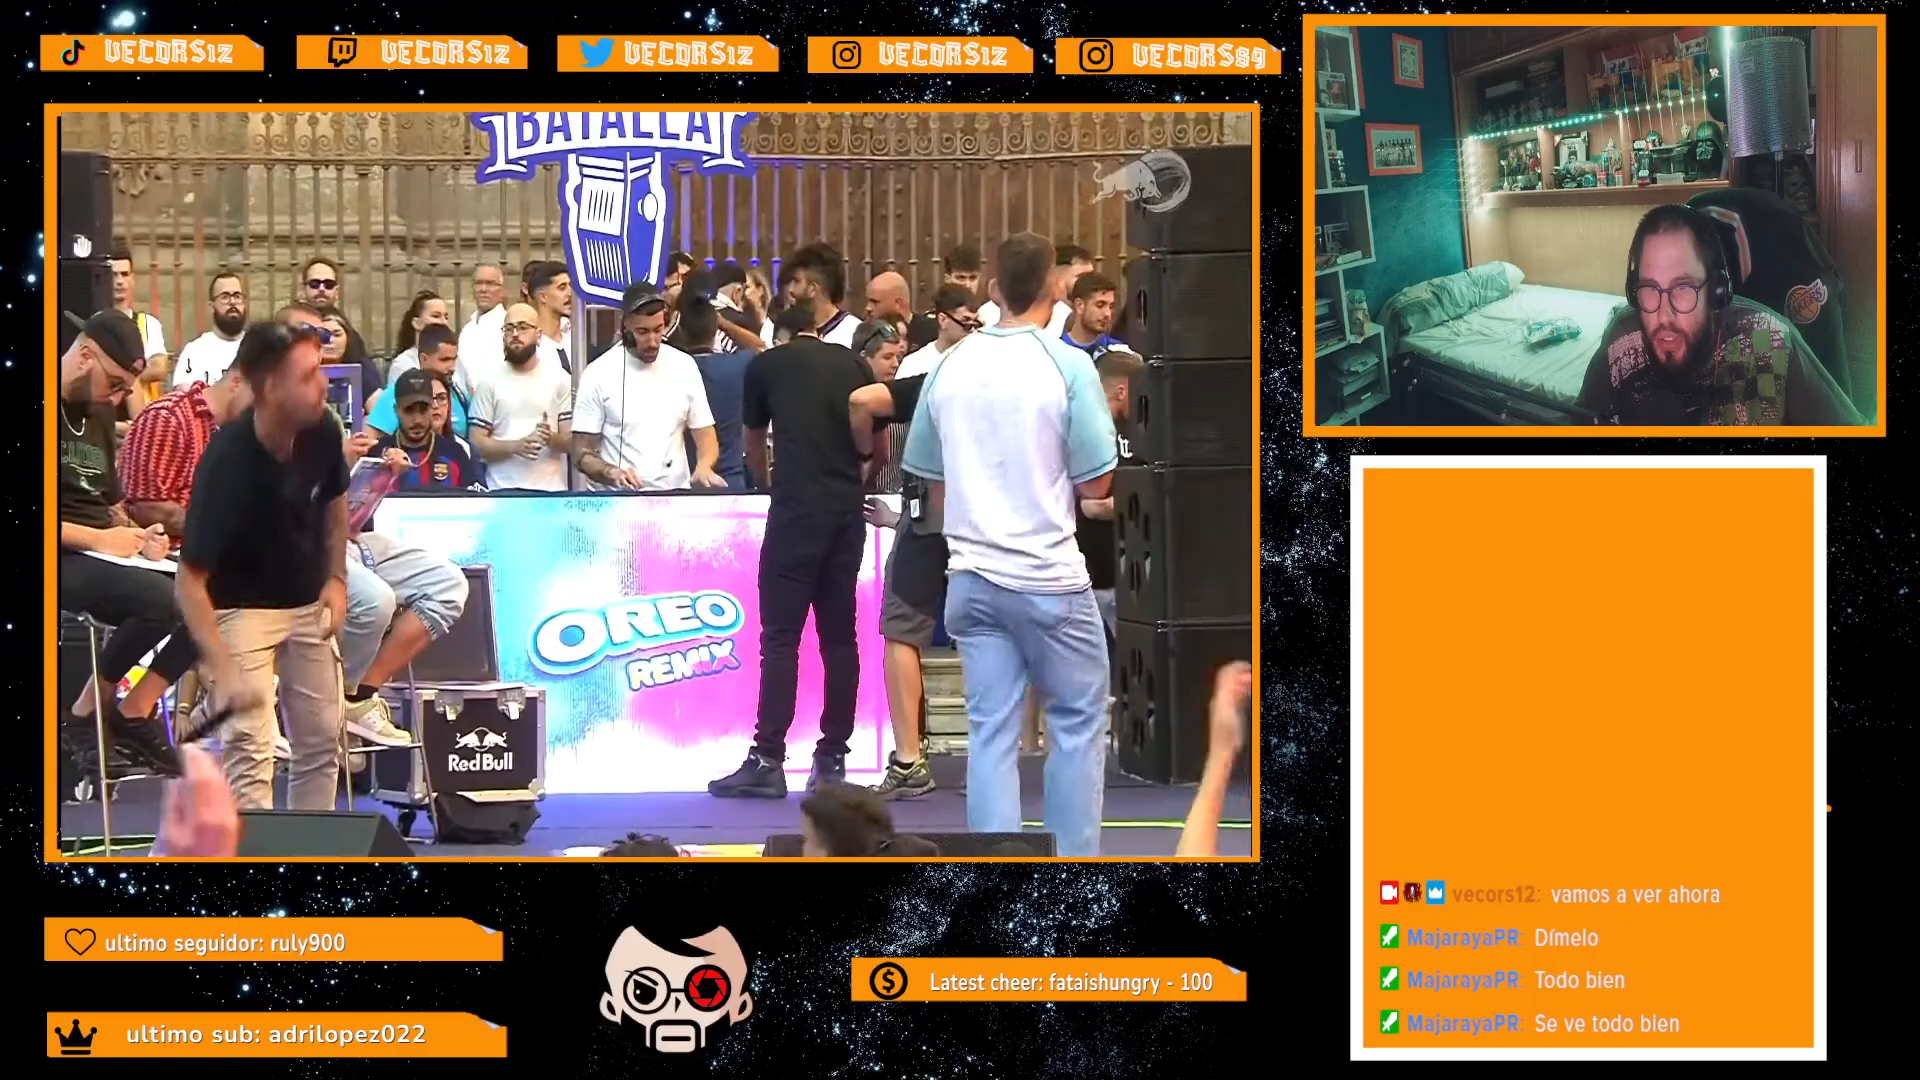 VECORS12
VECORS12
VECORS12
VECORS12
VECORS89
BATALLA
OREO
REMIX
Red Bull
vecors12: vamos a ver ahora
MajarayaPR: Dímelo
MajarayaPR: Todo bien
MajarayaPR: Se ve todo bien
ultimo seguidor: ruly900
Latest cheer: fataishungry - 100
ultimo sub: adrilopez022